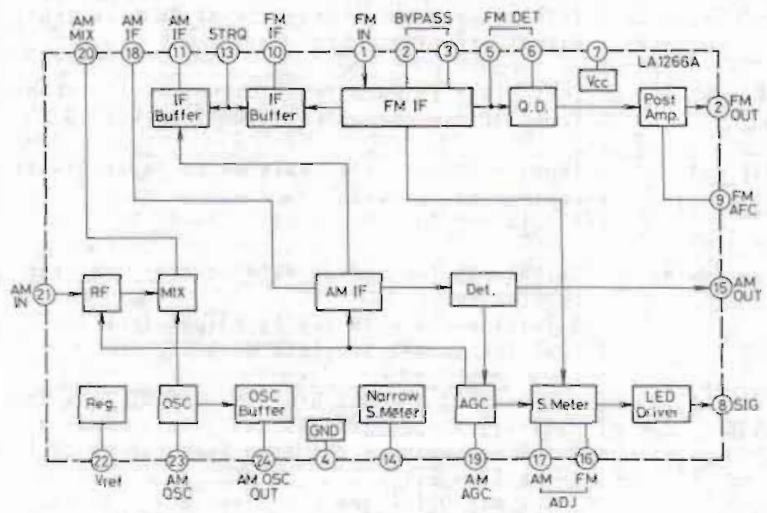 AM MIX
AM IF
AM IF
STRQ
FM IF
FM IN
BYPASS
FM DET
20
18
11
13
10
1
2
3
5
6
7
LA1266A
Vcc
IF Buffer
IF Buffer
FM IF
Q.D.
Post Amp.
2
FM OUT
9
FM AFC
AM IN
21
RF
MIX
AM IF
Det.
15
AM OUT
Reg.
OSC
OSC Buffer
GND
Narrow S.Meter
AGC
S.Meter
LED Driver
8
SIG
22
23
24
4
14
19
17
16
Vref
AM OSC
AM OSC OUT
AM AGC
AM
FM
ADJ